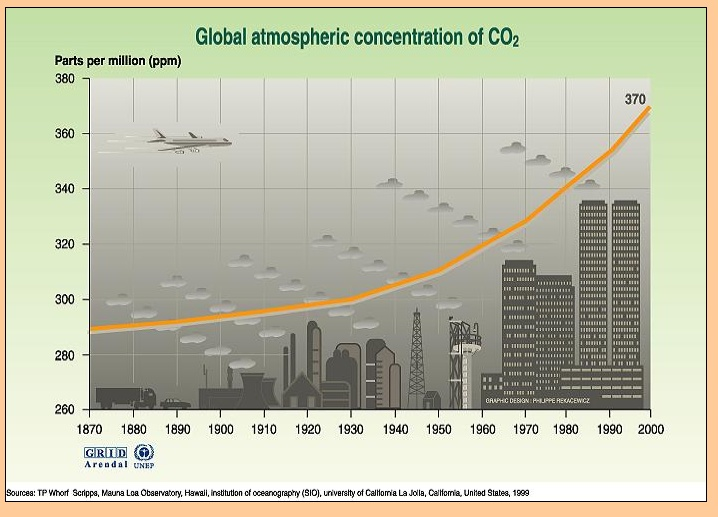 Global atmospheric concentration of CO2
Parts per million (ppm)
380
370
360
340
320
300
280
260
GRAPHIC DESIGN : PHILIPPE REKACEWICZ
1870 1880 1890 1900 1910 1920 1930 1940 1950 1960 1970 1980 1990 2000
GRID
Arendal UNEP
Sources: TP Whorf Scripps, Mauna Loa Observatory, Hawaii, institution of oceanography (SIO), university of California La Jolla, California, United States, 1999